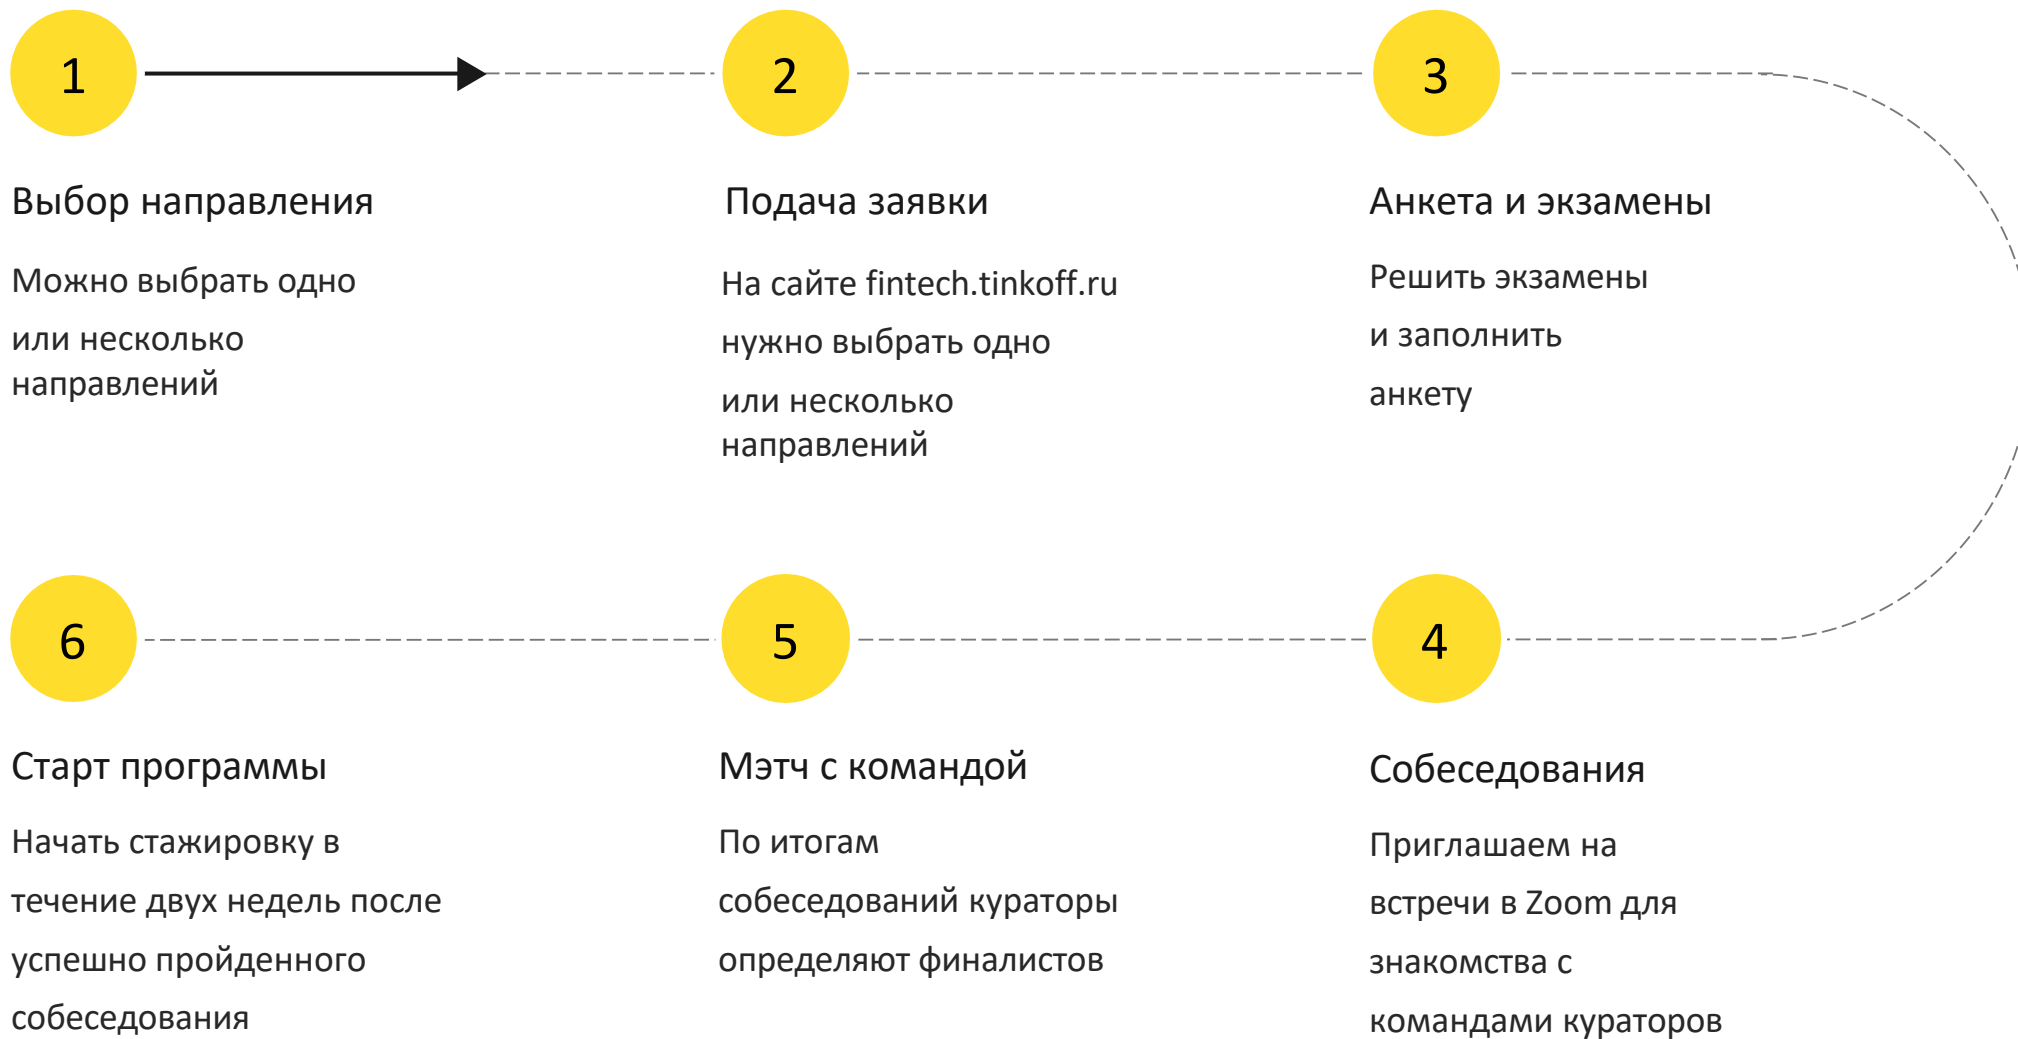 1
Выбор направления
Можно выбрать одно
или несколько
направлений
2
Подача заявки
На сайте fintech.tinkoff.ru
нужно выбрать одно
или несколько
направлений
3
Анкета и экзамены
Решить экзамены
и заполнить
анкету
4
Собеседования
Приглашаем на
встречи в Zoom для
знакомства с
командами кураторов
5
Мэтч с командой
По итогам
собеседований кураторы
определяют финалистов
6
Старт программы
Начать стажировку в
течение двух недель после
успешно пройденного
собеседования